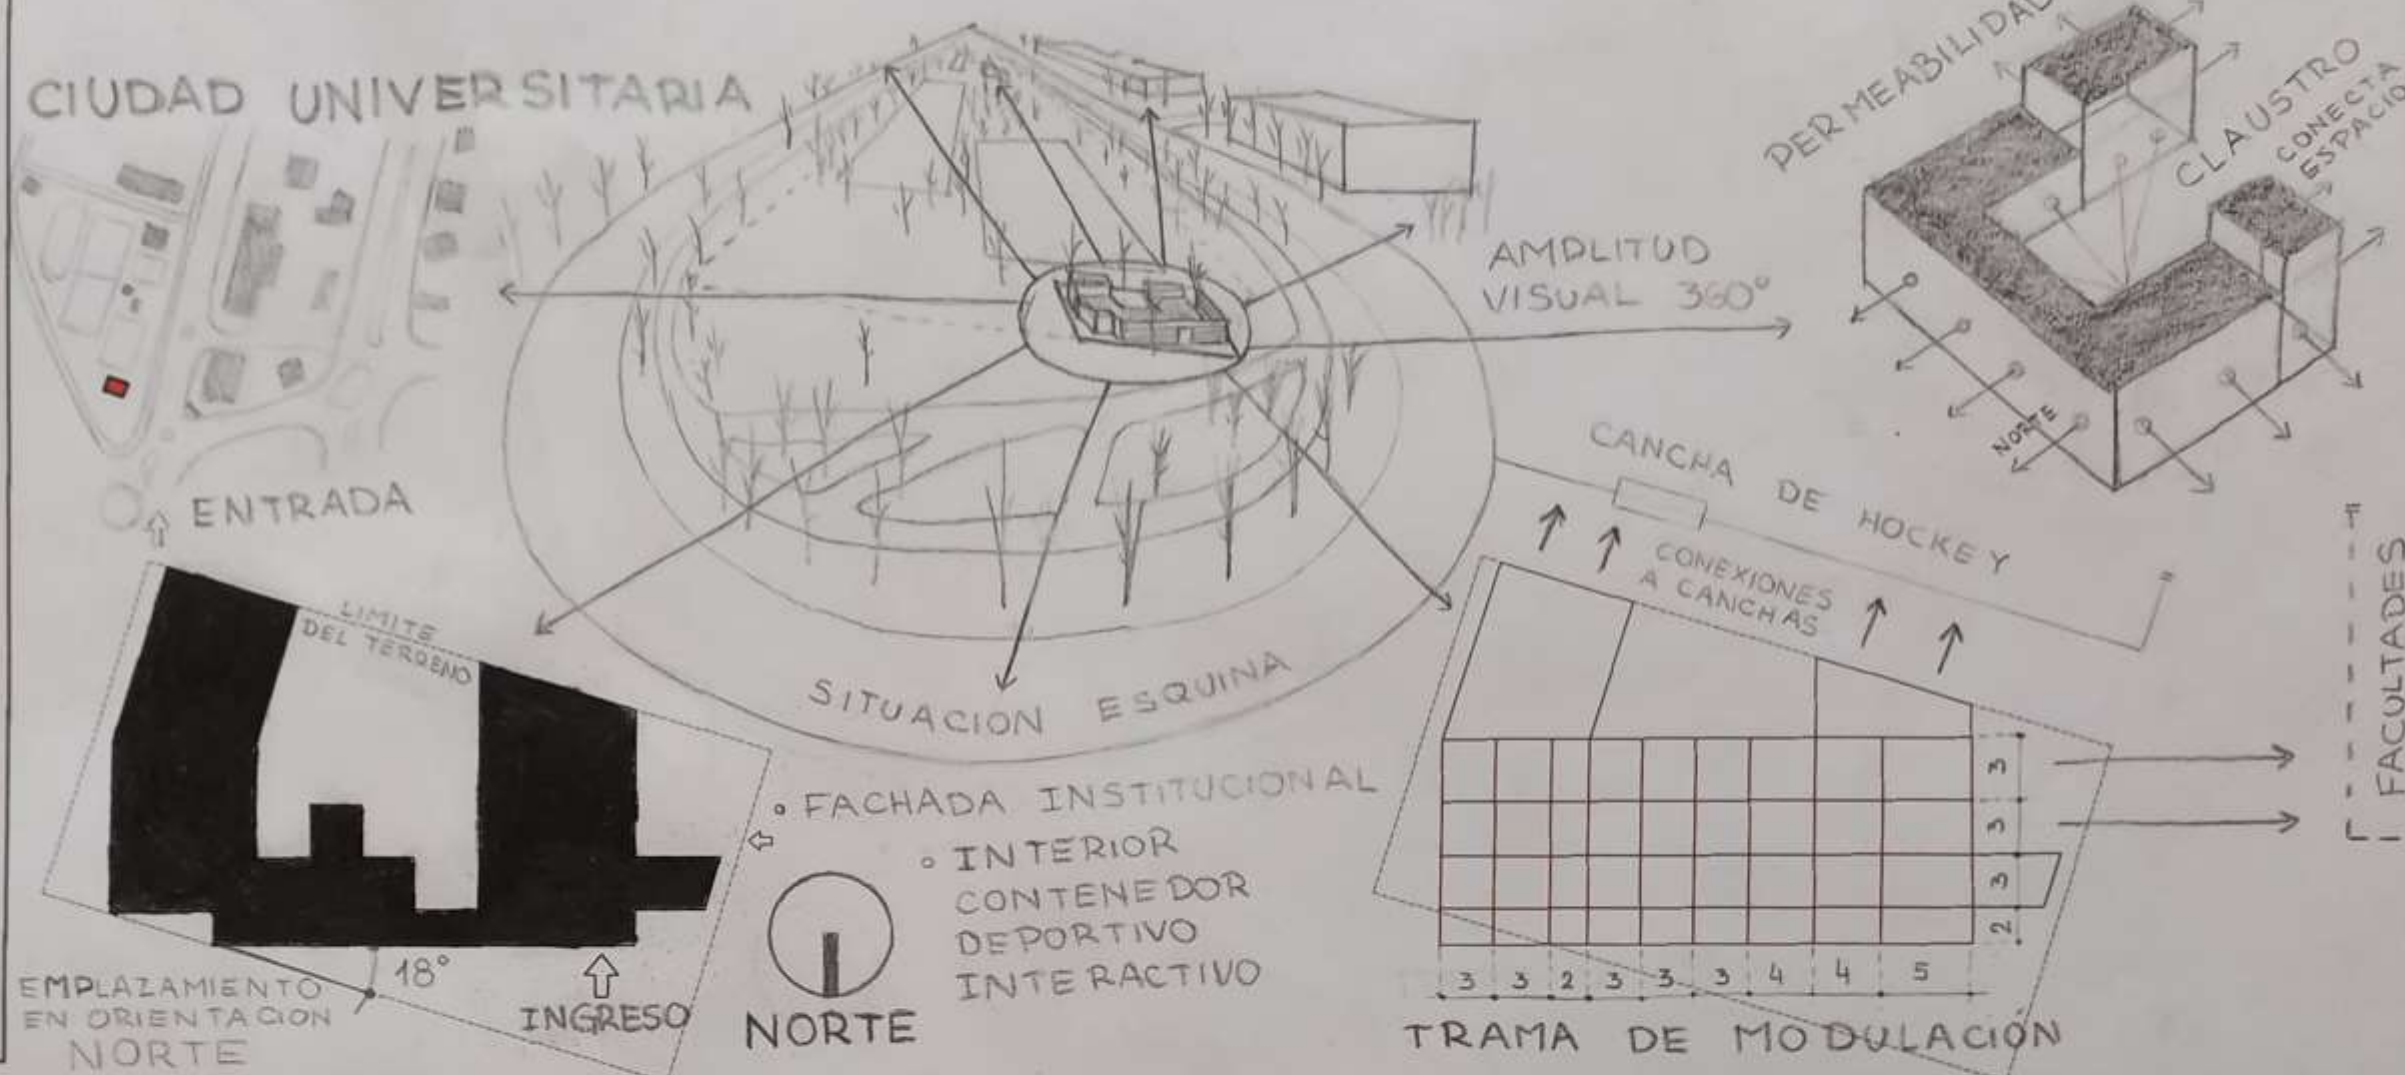 CIUDAD UNIVERSITARIA
ENTRADA
PERMEABILIDAD
CLAUSTRO
CONECTA
ESPACIO
NORTE
AMPLITUD
VISUAL 360°
CANCHA DE HOCKEY
CONEXIONES
A CANCHAS
FACULTADES
SITUACION ESQUINA
LIMITE
DEL TERRENO
° FACHADA INSTITUCIONAL
° INTERIOR
CONTENEDOR
DEPORTIVO
INTERACTIVO
18°
EMPLAZAMIENTO
EN ORIENTACION
NORTE
INGRESO
NORTE
3
3
3
2
3 3 2 3 3 3 4 4 5
TRAMA DE MODULACIÓN